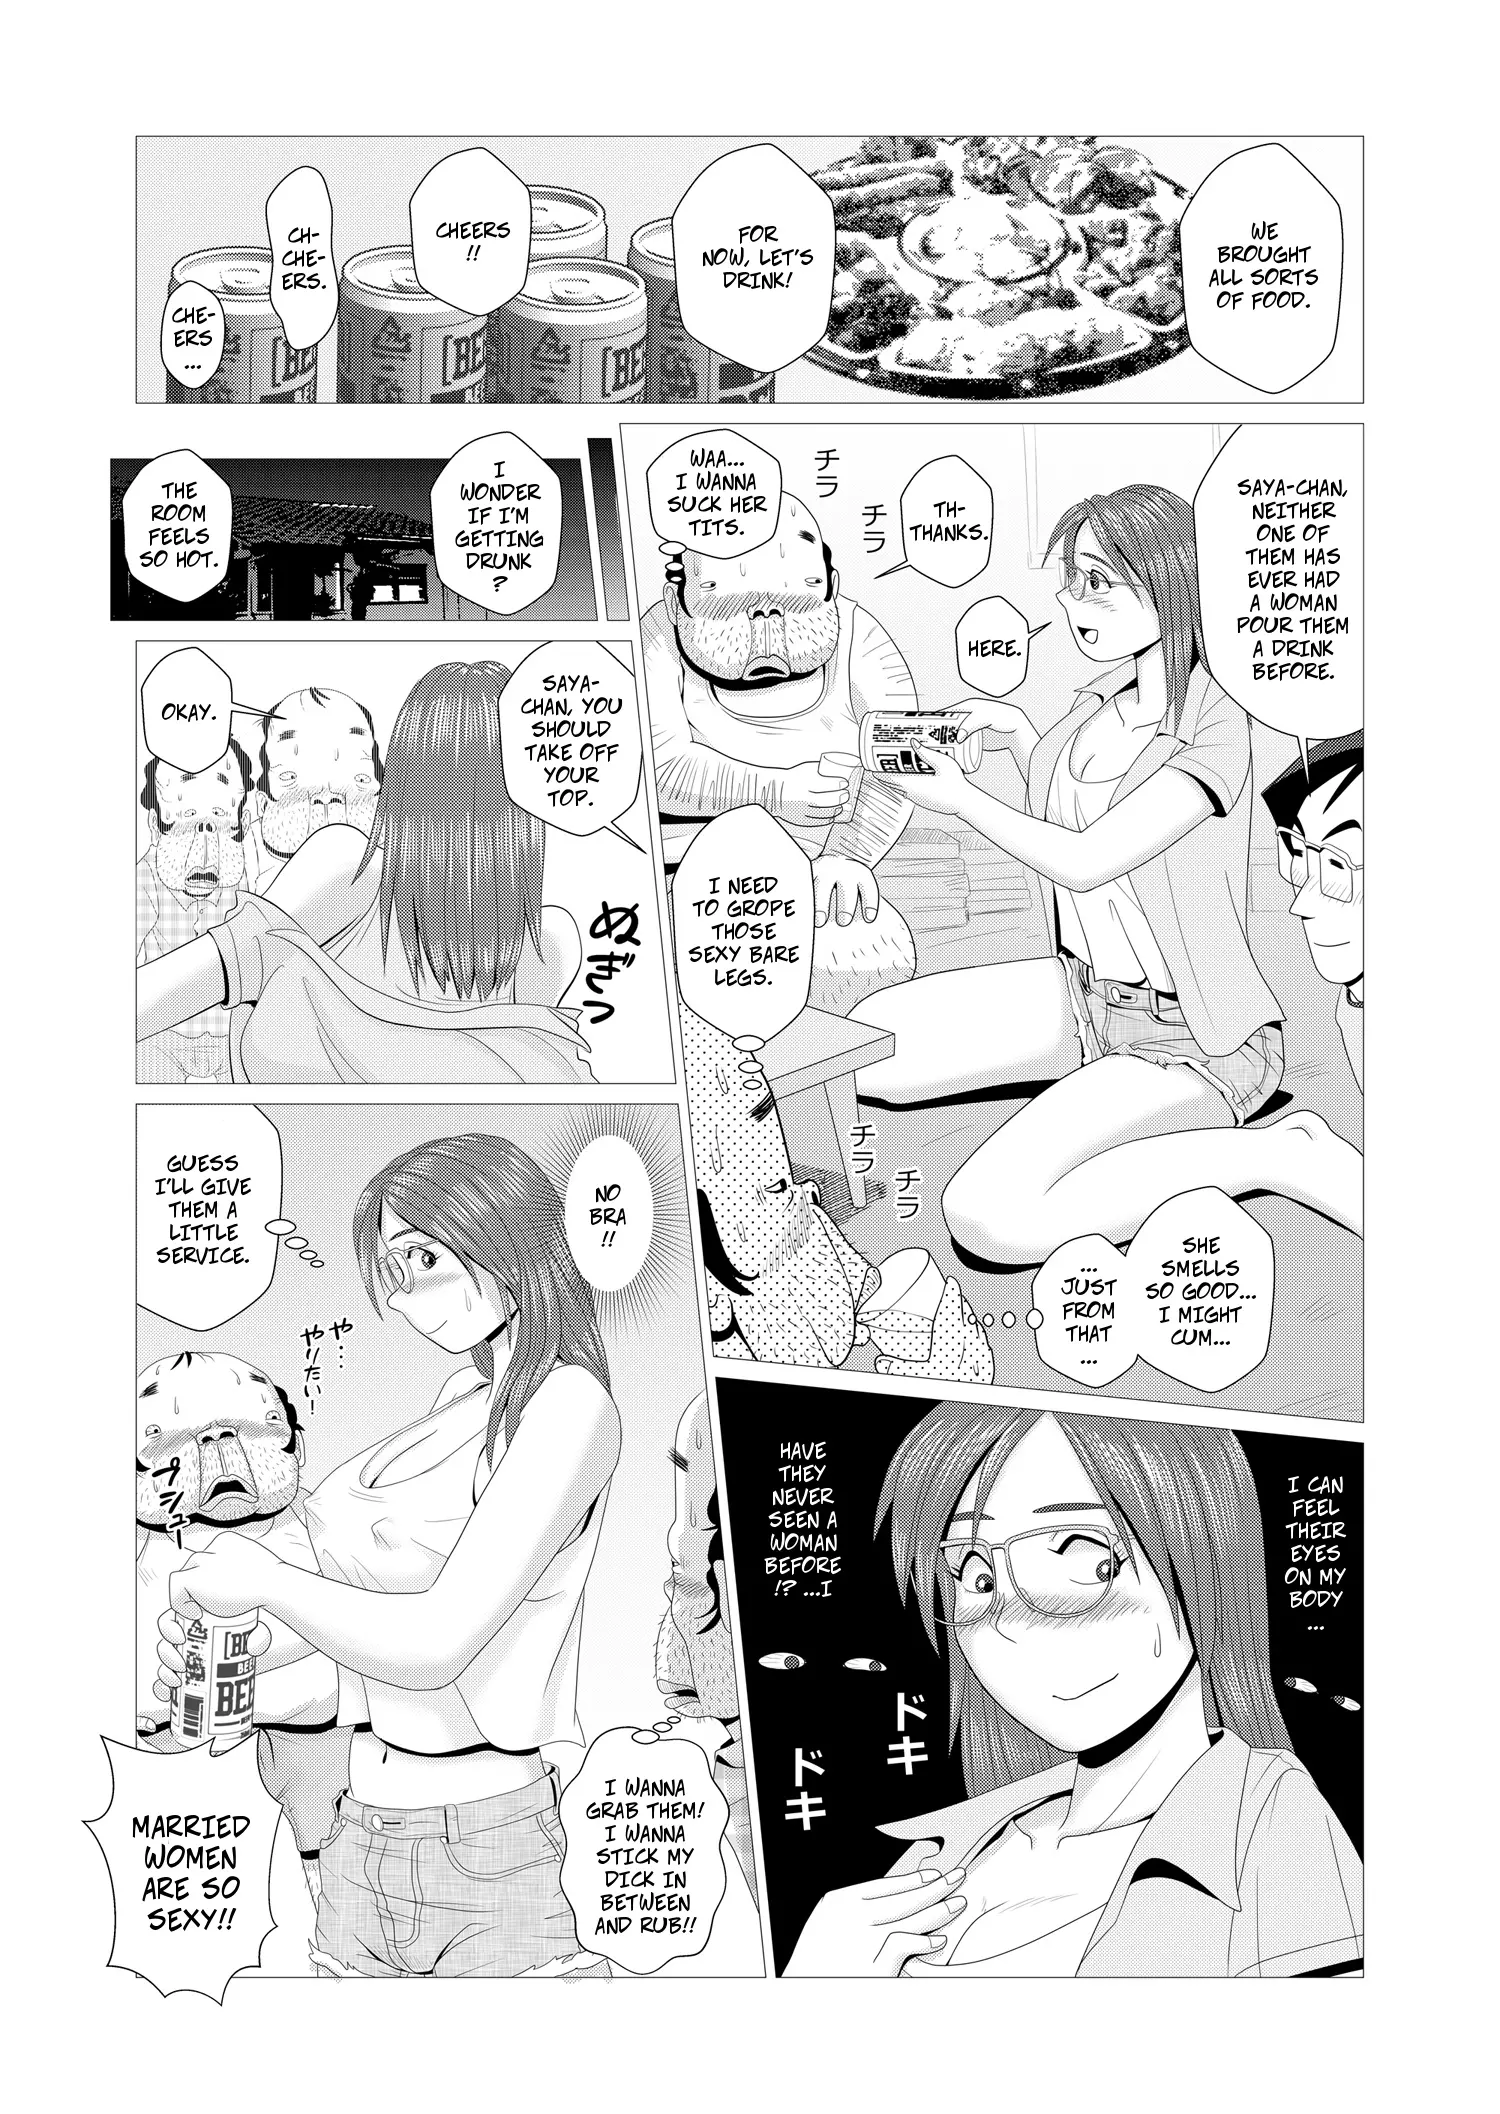 WE
BROUGHT
ALL SORTS
OF FOOD.
FOR
NOW, LET'S
DRINK!
CHEERS
!!
CH-
CHE-
ERS.
CHE-
ERS
...
[BEE
[BEE
SAYA-CHAN,
NEITHER
ONE OF
THEM HAS
EVER HAD
A WOMAN
POUR THEM
A DRINK
BEFORE.
TH-
THANKS.
HERE.
チラ
チラ
WAA...
I WANNA
SUCK HER
TITS.
I NEED
TO GROPE
THOSE
SEXY BARE
LEGS.
チラ
チラ
SHE
SMELLS
SO GOOD...
I MIGHT
CUM...
...
JUST
FROM
THAT
...
I
WONDER
IF I'M
GETTING
DRUNK
?
THE
ROOM
FEELS
SO HOT.
SAYA-
CHAN, YOU
SHOULD
TAKE OFF
YOUR
TOP.
OKAY.
ぬぎっ
I CAN
FEEL
THEIR
EYES
ON MY
BODY
...
HAVE
THEY
NEVER
SEEN A
WOMAN
BEFORE
!? ...I
ドキ
ドキ
NO
BRA
!!
GUESS
I'LL GIVE
THEM A
LITTLE
SERVICE.
や…
やりたい!
プシュー
[BE
BEE
BEE
I WANNA
GRAB THEM!
I WANNA
STICK MY
DICK IN
BETWEEN
AND RUB!!
MARRIED
WOMEN
ARE SO
SEXY!!